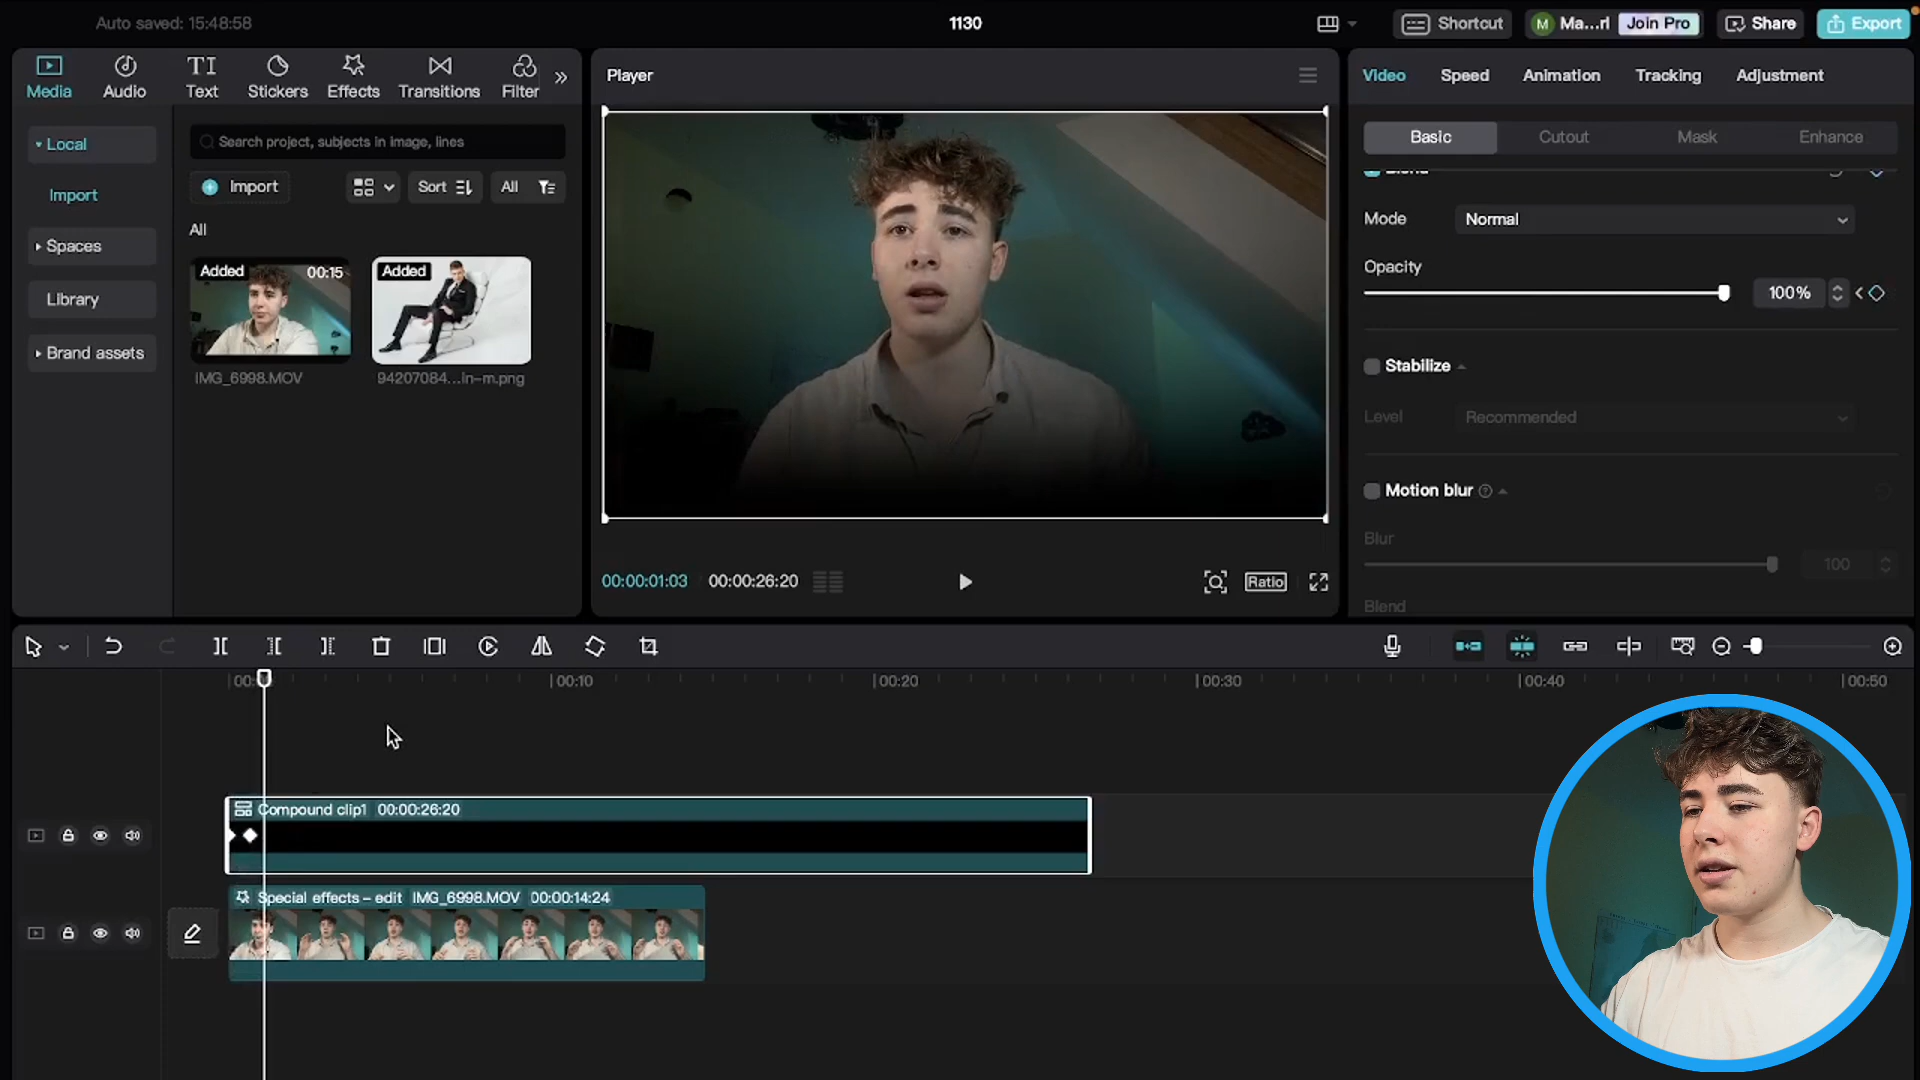 Auto saved: 15:48:58
1130
Shortcut
M
Ma...rl
Join Pro
Share
Export
Media
Audio
TI
Text
Stickers
Effects
Transitions
Filter
Player
Video
Speed
Animation
Tracking
Adjustment
Local
Import
Spaces
Library
Brand assets
Search project, subjects in image, lines
Import
Sort
All
All
Added
00:15
IMG_6998.MOV
Added
94207084...in-m.png
Basic
Cutout
Mask
Enhance
Blend
Mode
Normal
Opacity
100%
Stabilize
Level
Recommended
Motion blur
Blur
100
Blend
00:00:01:03
00:00:26:20
Ratio
00:10
00:20
00:30
00:40
00:50
Compound clip1 00:00:26:20
Special effects – edit IMG_6998.MOV 00:00:14:24